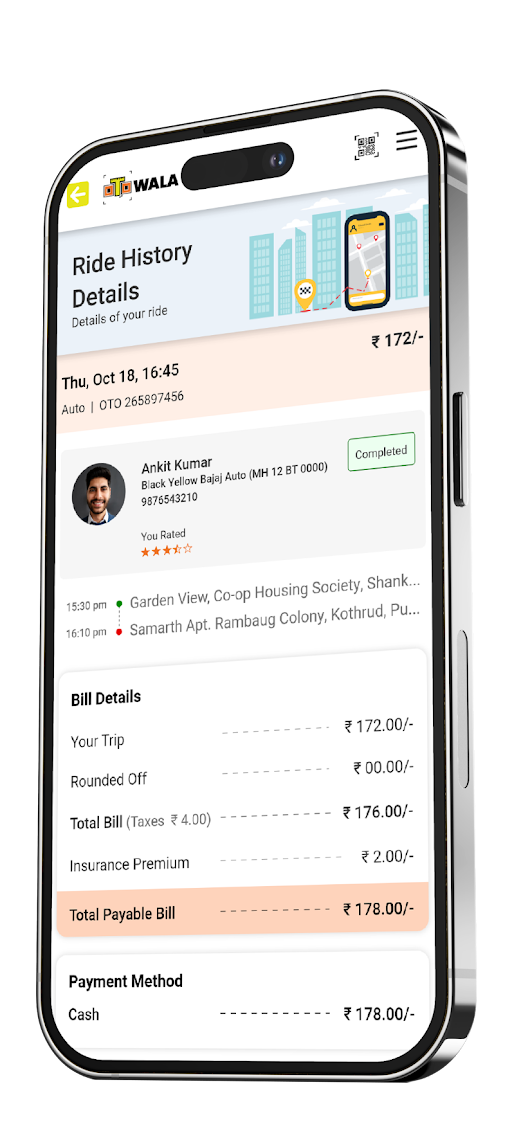 OTO WALA
Ride History
Details
Details of your ride
Thu, Oct 18, 16:45
₹ 172/-
Auto | OTO 265897456
Ankit Kumar
Completed
Black Yellow Bajaj Auto (MH 12 BT 0000)
9876543210
You Rated
15:30 pm Garden View, Co-op Housing Society, Shank...
16:10 pm Samarth Apt. Rambaug Colony, Kothrud, Pu...
Bill Details
Your Trip ₹ 172.00/-
Rounded Off ₹ 00.00/-
Total Bill (Taxes ₹ 4.00) ₹ 176.00/-
Insurance Premium ₹ 2.00/-
Total Payable Bill ₹ 178.00/-
Payment Method
Cash ₹ 178.00/-